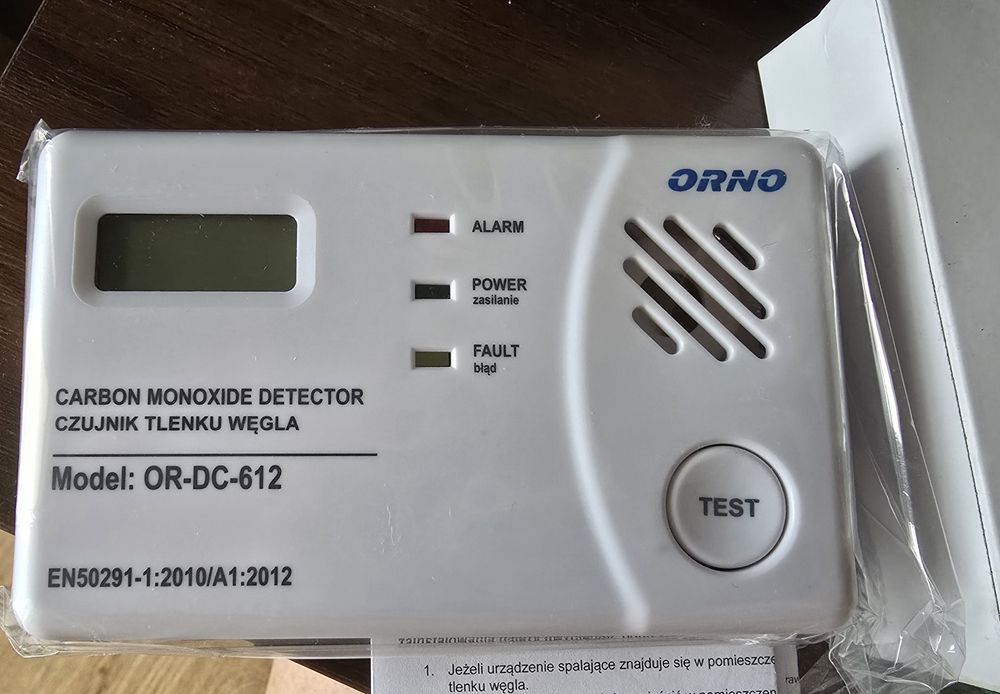 ORNO
ALARM
POWER
zasilanie
FAULT
błąd
CARBON MONOXIDE DETECTOR
CZUJNIK TLENKU WĘGLA
Model: OR-DC-612
TEST
EN50291-1:2010/A1:2012
1. Jeżeli urządzenie spalające znajduje się w pomieszcze
tlenku węgla.